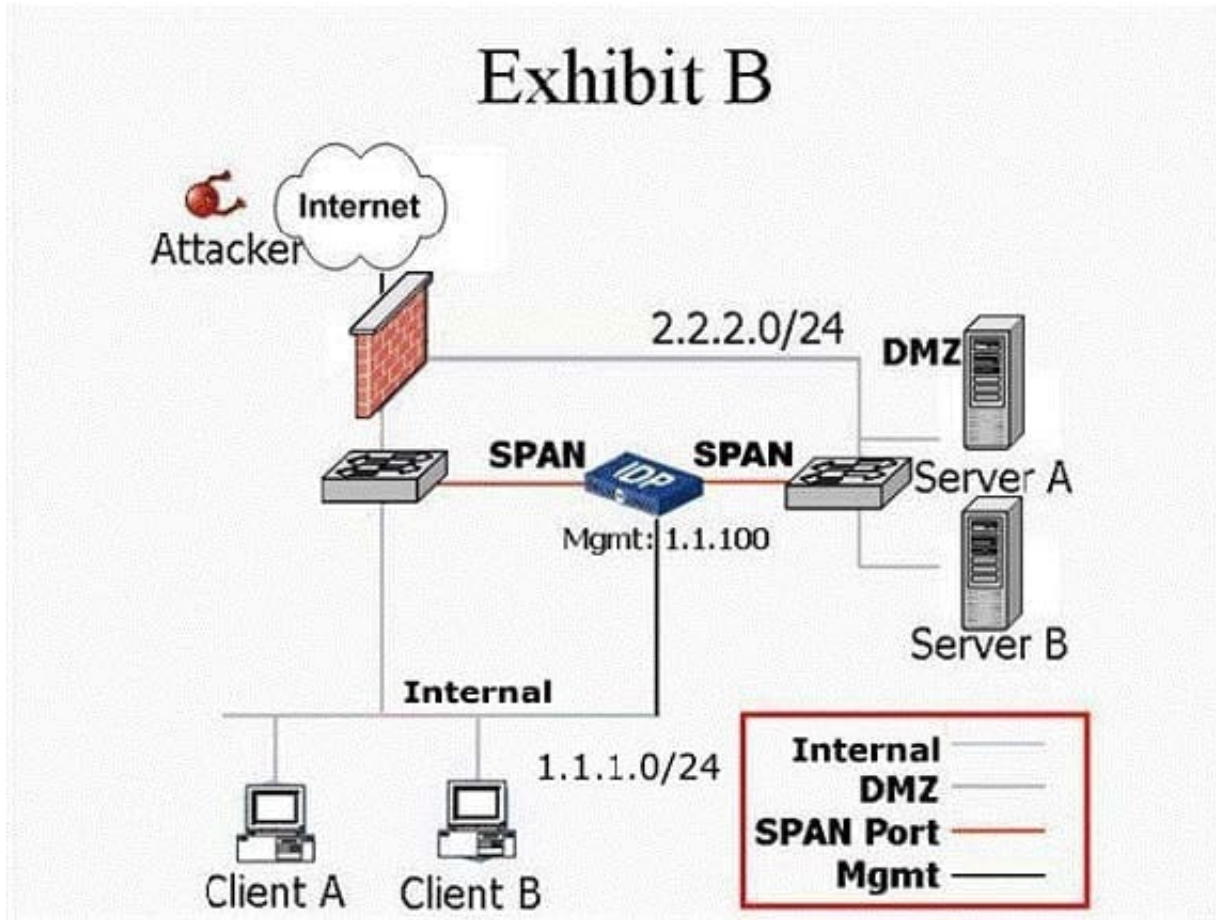 Exhibit B
Internet
Attacker
2.2.2.0/24
DMZ
SPAN
IDP
SPAN
Server A
Mgmt: 1.1.100
Server B
Internal
1.1.1.0/24
Client A
Client B
Internal
DMZ
SPAN Port
Mgmt